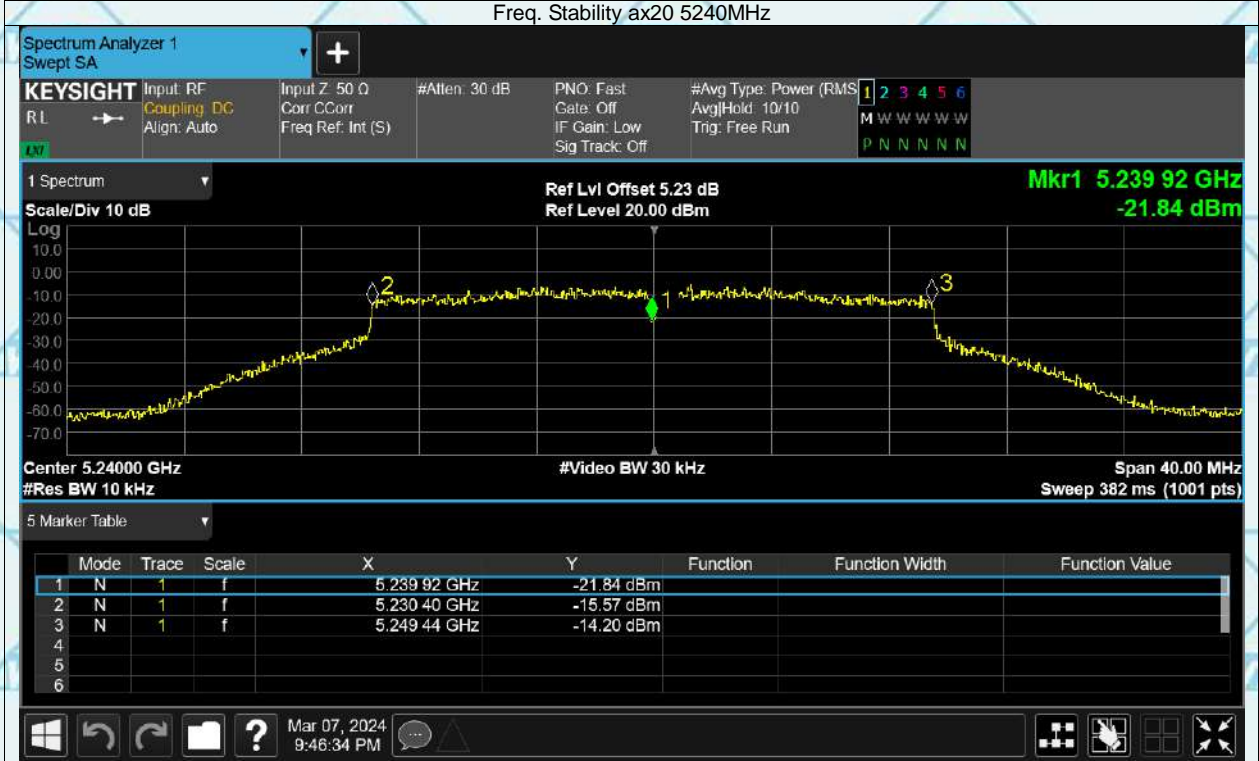 Freq. Stability ax20 5240MHz
Spectrum Analyzer 1
Swept SA
+
KEYSIGHT
R L
LXI
Input: RF
Coupling: DC
Align: Auto
Input Z: 50 Ω
Corr CCorr
Freq Ref: Int (S)
#Atten: 30 dB
PNO: Fast
Gate: Off
IF Gain: Low
Sig Track: Off
#Avg Type: Power (RMS
Avg|Hold: 10/10
Trig: Free Run
1 2 3 4 5 6
M W W W W W
P N N N N N
1 Spectrum
Scale/Div 10 dB
Ref Lvl Offset 5.23 dB
Ref Level 20.00 dBm
Mkr1 5.239 92 GHz
-21.84 dBm
Log
10.0
0.00
-10.0
-20.0
-30.0
-40.0
-50.0
-60.0
-70.0
2
1
3
Center 5.24000 GHz
#Video BW 30 kHz
Span 40.00 MHz
#Res BW 10 kHz
Sweep 382 ms (1001 pts)
5 Marker Table
Mode Trace Scale X Y Function Function Width Function Value
1 N 1 f 5.239 92 GHz -21.84 dBm
2 N 1 f 5.230 40 GHz -15.57 dBm
3 N 1 f 5.249 44 GHz -14.20 dBm
4
5
6
?
Mar 07, 2024
9:46:34 PM